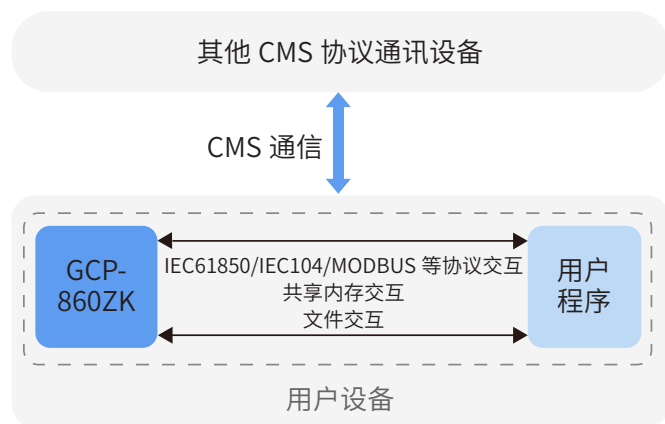 其他 CMS 协议通讯设备
CMS 通信
GCP-
860ZK
IEC61850/IEC104/MODBUS 等协议交互
共享内存交互
文件交互
用户
程序
用户设备